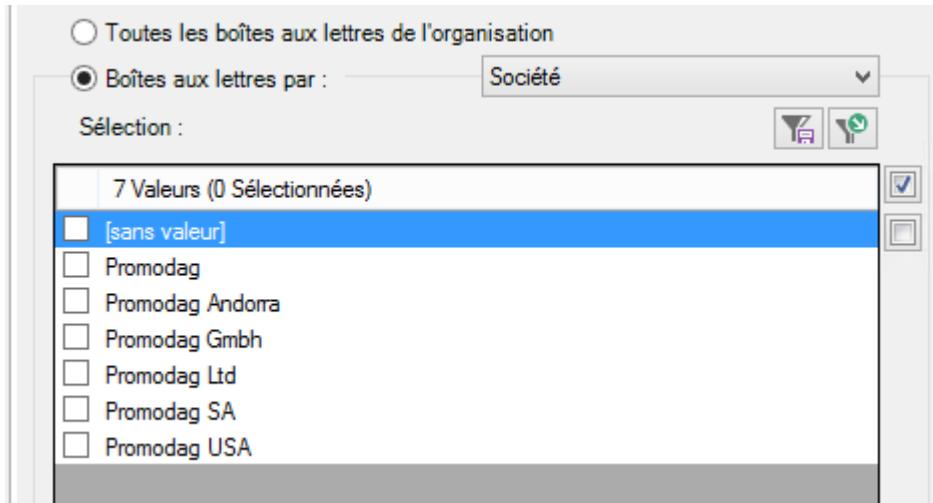 Toutes les boîtes aux lettres de l'organisation
Boîtes aux lettres par : Société
Sélection :
7 Valeurs (0 Sélectionnées)
[sans valeur]
Promodag
Promodag Andorra
Promodag Gmbh
Promodag Ltd
Promodag SA
Promodag USA